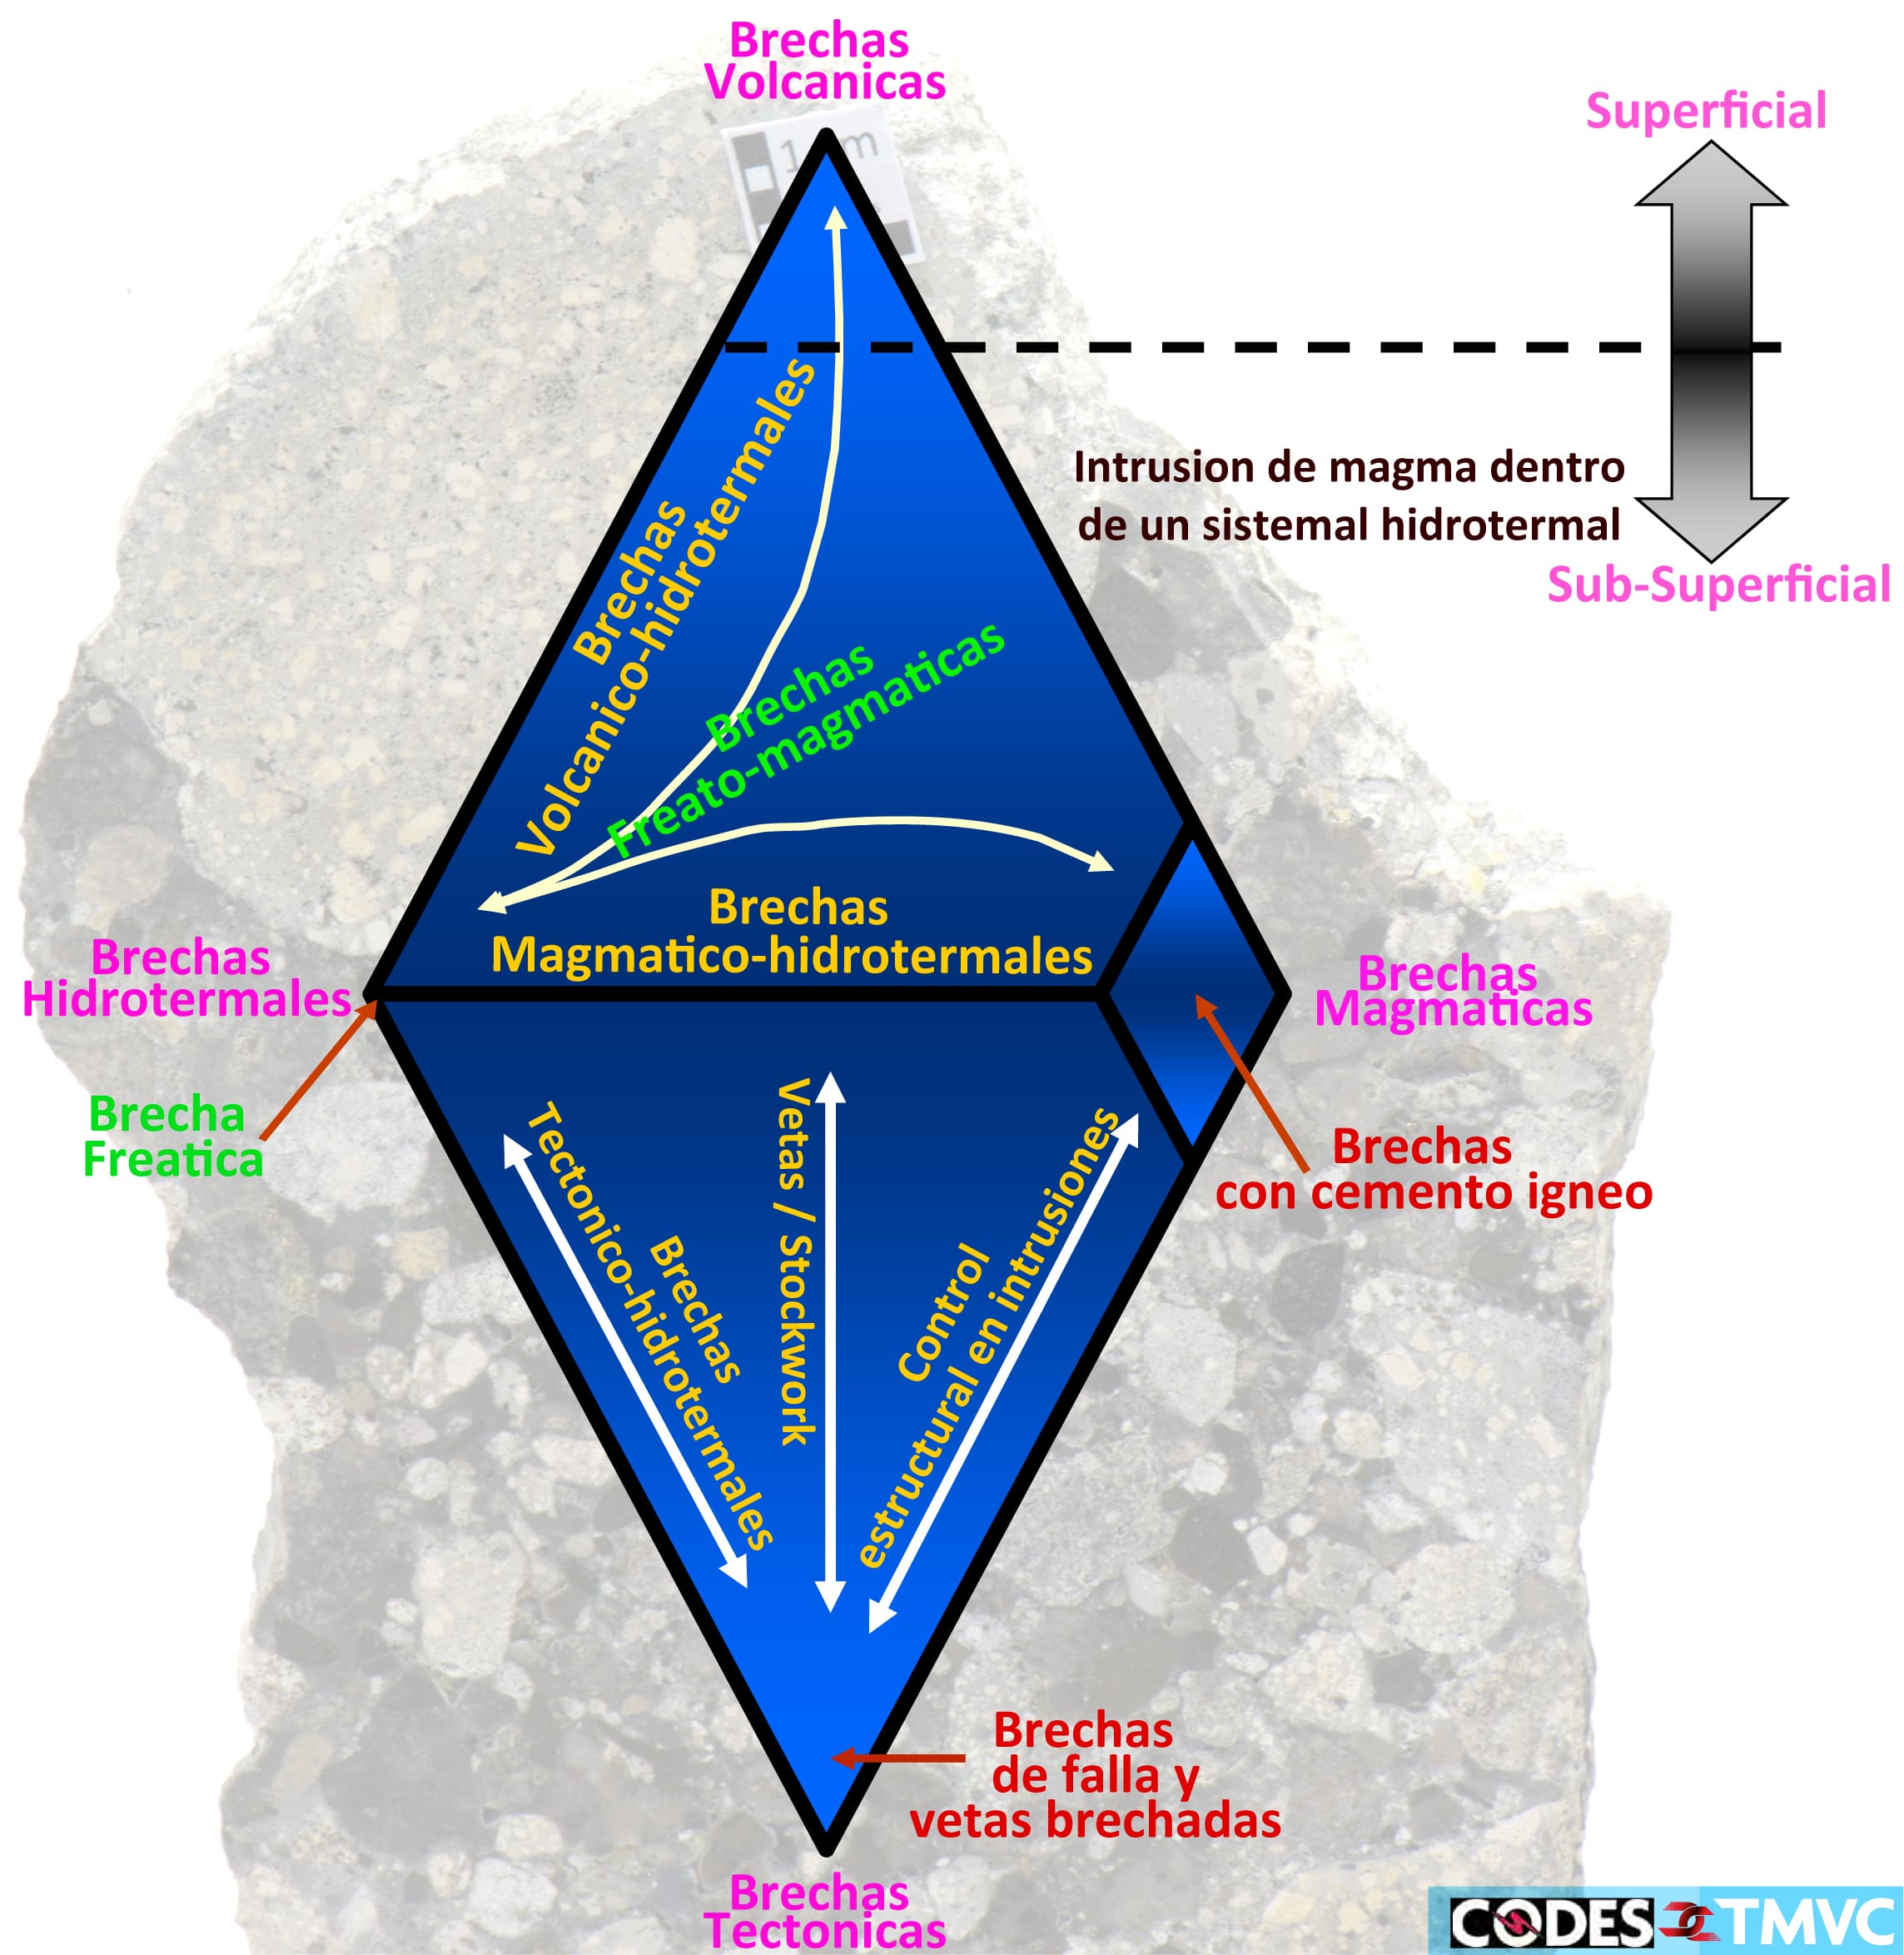 Brechas
Volcanicas
Superficial
Intrusion de magma dentro
de un sistemal hidrotermal
Sub-Superficial
Brechas
Volcanico-hidrotermales
Brechas
Freato-magmaticas
Brechas
Magmatico-hidrotermales
Brechas
Hidrotermales
Brechas
Magmaticas
Brecha
Freatica
Brechas
con cemento igneo
Brechas
Tectonico-hidrotermales
Vetas / Stockwork
Control
estructural en intrusiones
Brechas
de falla y
vetas brechadas
Brechas
Tectonicas
CODES TMVC